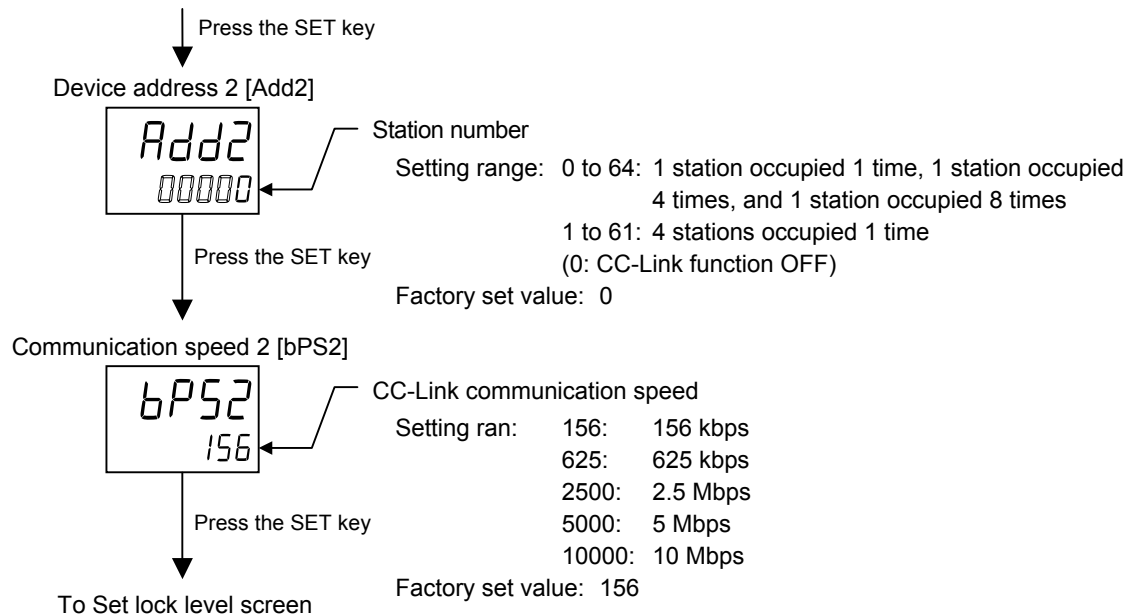 Press the SET key
Device address 2 [Add2]
Add2
00000
Station number
Setting range: 0 to 64: 1 station occupied 1 time, 1 station occupied
4 times, and 1 station occupied 8 times
1 to 61: 4 stations occupied 1 time
(0: CC-Link function OFF)
Factory set value: 0
Press the SET key
Communication speed 2 [bPS2]
bPS2
156
CC-Link communication speed
Setting ran: 156: 156 kbps
625: 625 kbps
2500: 2.5 Mbps
5000: 5 Mbps
10000: 10 Mbps
Factory set value: 156
Press the SET key
To Set lock level screen